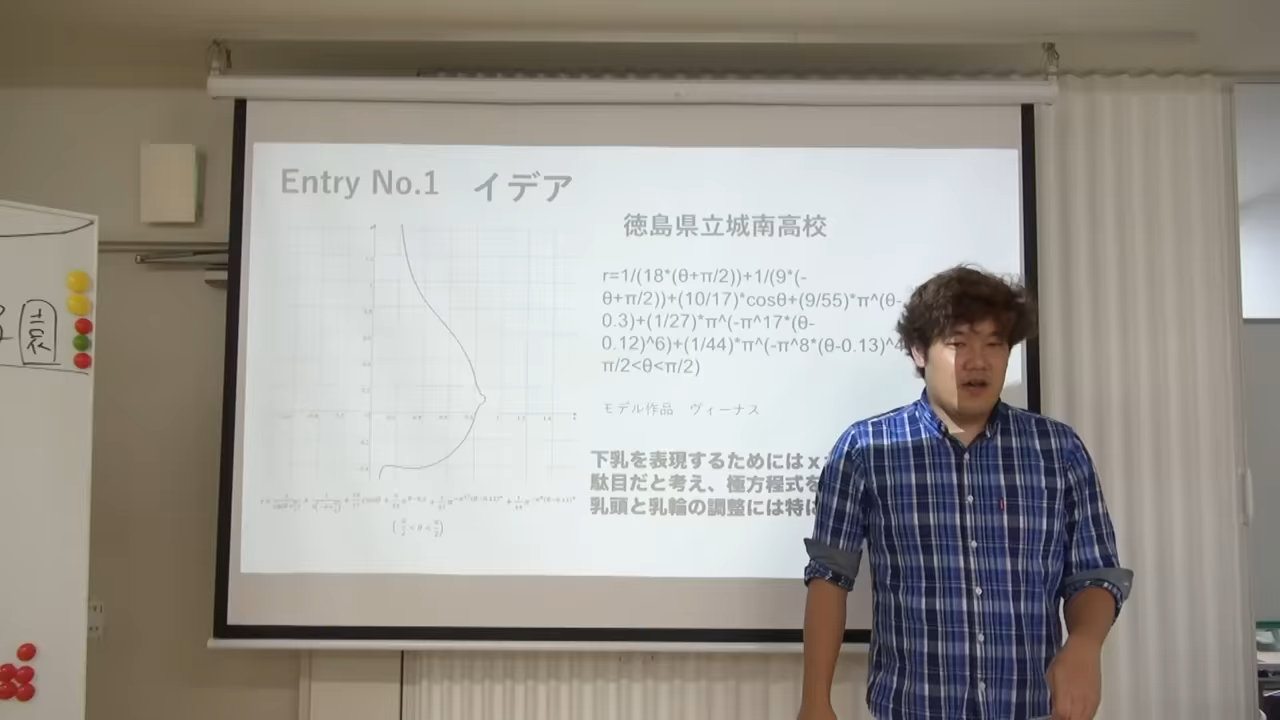 Entry No.1 イデア
徳島県立城南高校
r=1/(18*(θ+π/2))+1/(9*(-
θ+π/2))+(10/17)*cosθ+(9/55)*π^(θ-
0.3)+(1/27)*π^(-π^17*(θ-
0.12)^6)+(1/44)*π^(-π^8*(θ-0.13)^4
π/2<θ<π/2)
モデル作品 ヴィーナス
下乳を表現するためにはx
駄目だと考え、極方程式を
乳頭と乳輪の調整には特に